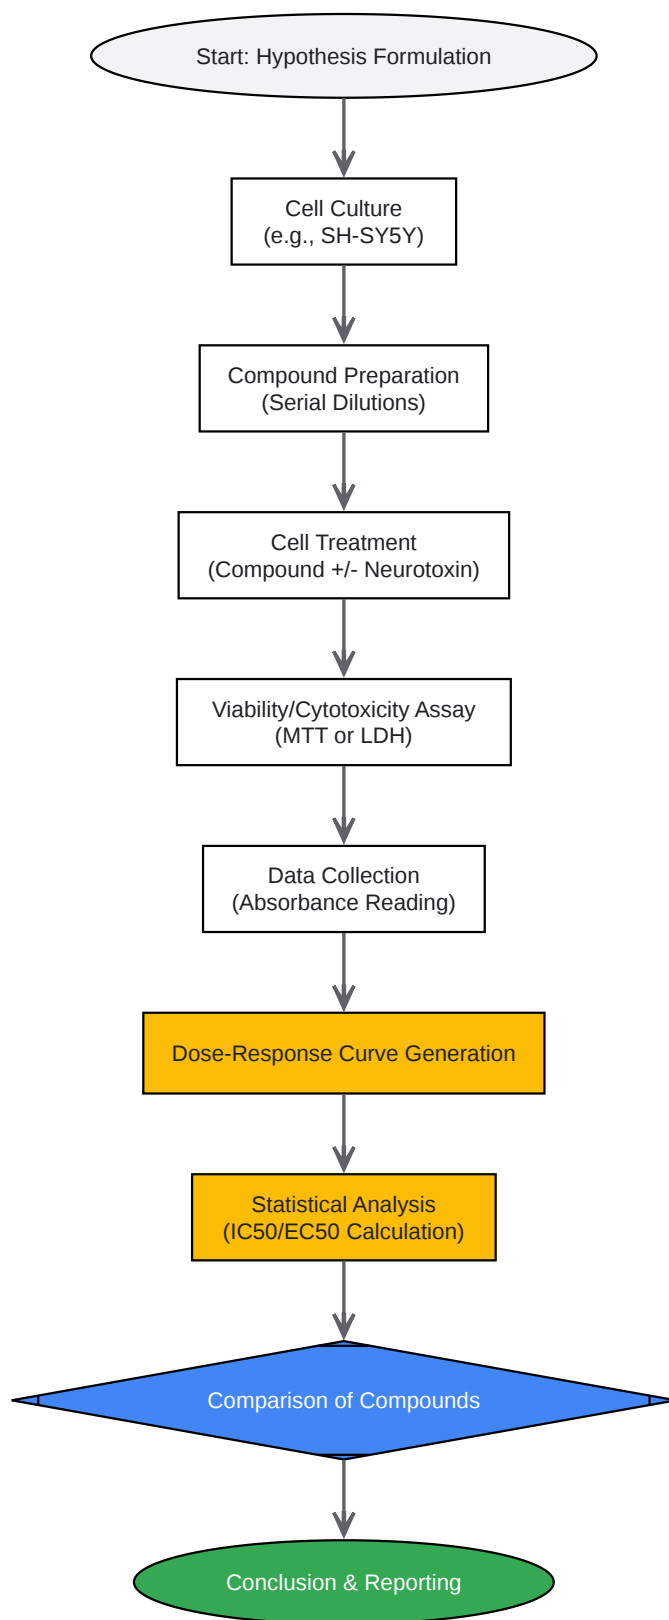 Start: Hypothesis Formulation
Cell Culture
(e.g., SH-SY5Y)
Compound Preparation
(Serial Dilutions)
Cell Treatment
(Compound +/- Neurotoxin)
Viability/Cytotoxicity Assay
(MTT or LDH)
Data Collection
(Absorbance Reading)
Dose-Response Curve Generation
Statistical Analysis
(IC50/EC50 Calculation)
Comparison of Compounds
Conclusion & Reporting